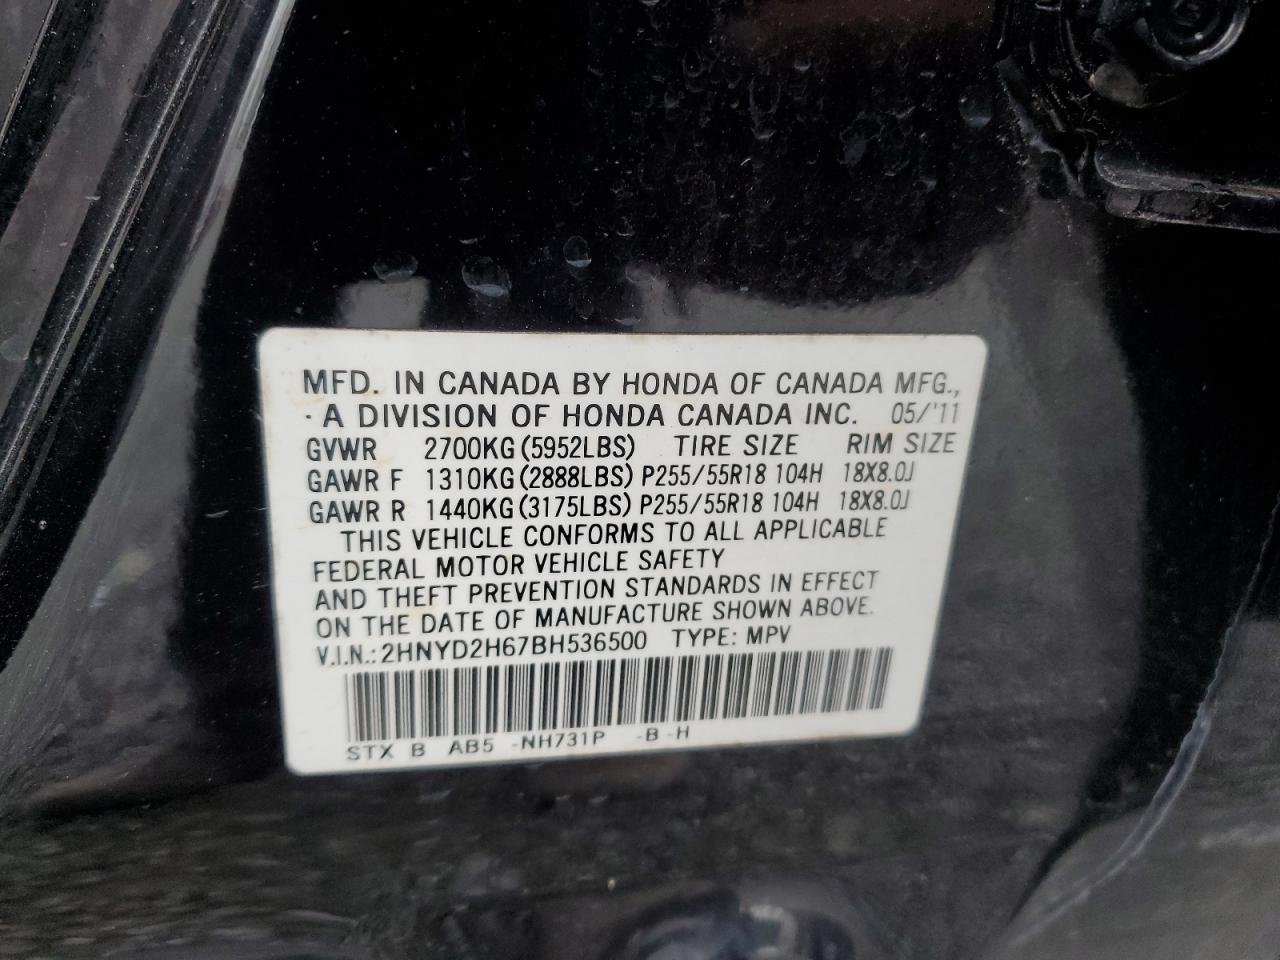 MFD. IN CANADA BY HONDA OF CANADA MFG.,
· A DIVISION OF HONDA CANADA INC. 05/'11
GVWR 2700KG(5952LBS) TIRE SIZE RIM SIZE
GAWR F 1310KG(2888LBS) P255/55R18 104H 18X8.0J
GAWR R 1440KG(3175LBS) P255/55R18 104H 18X8.0J
THIS VEHICLE CONFORMS TO ALL APPLICABLE
FEDERAL MOTOR VEHICLE SAFETY
AND THEFT PREVENTION STANDARDS IN EFFECT
ON THE DATE OF MANUFACTURE SHOWN ABOVE.
V.I.N.: 2HNYD2H67BH536500 TYPE: MPV
STX B AB5 -NH731P -B -H